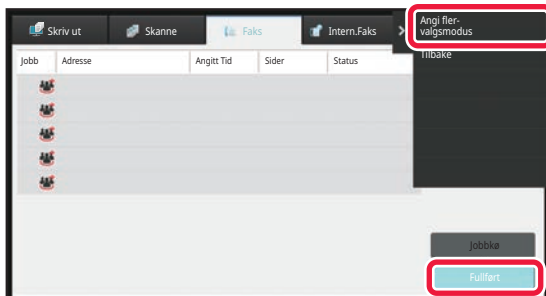 Skriv ut
Skanne
Faks
Intern.Faks
Angi fler-
valgsmodus
Tilbake
Jobb
Adresse
Angitt Tid
Sider
Status
Jobbkø
Fullført